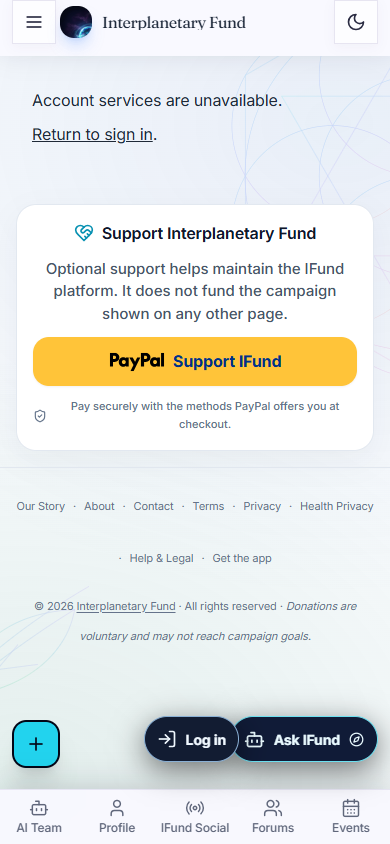 Interplanetary Fund
Account services are unavailable.
Return to sign in.
Support Interplanetary Fund
Optional support helps maintain the IFund
platform. It does not fund the campaign
shown on any other page.
PayPal Support IFund
Pay securely with the methods PayPal offers you at
checkout.
Our Story · About · Contact · Terms · Privacy · Health Privacy
· Help & Legal · Get the app
© 2026 Interplanetary Fund · All rights reserved · Donations are
voluntary and may not reach campaign goals.
Log in
Ask IFund
AI Team
Profile
IFund Social
Forums
Events